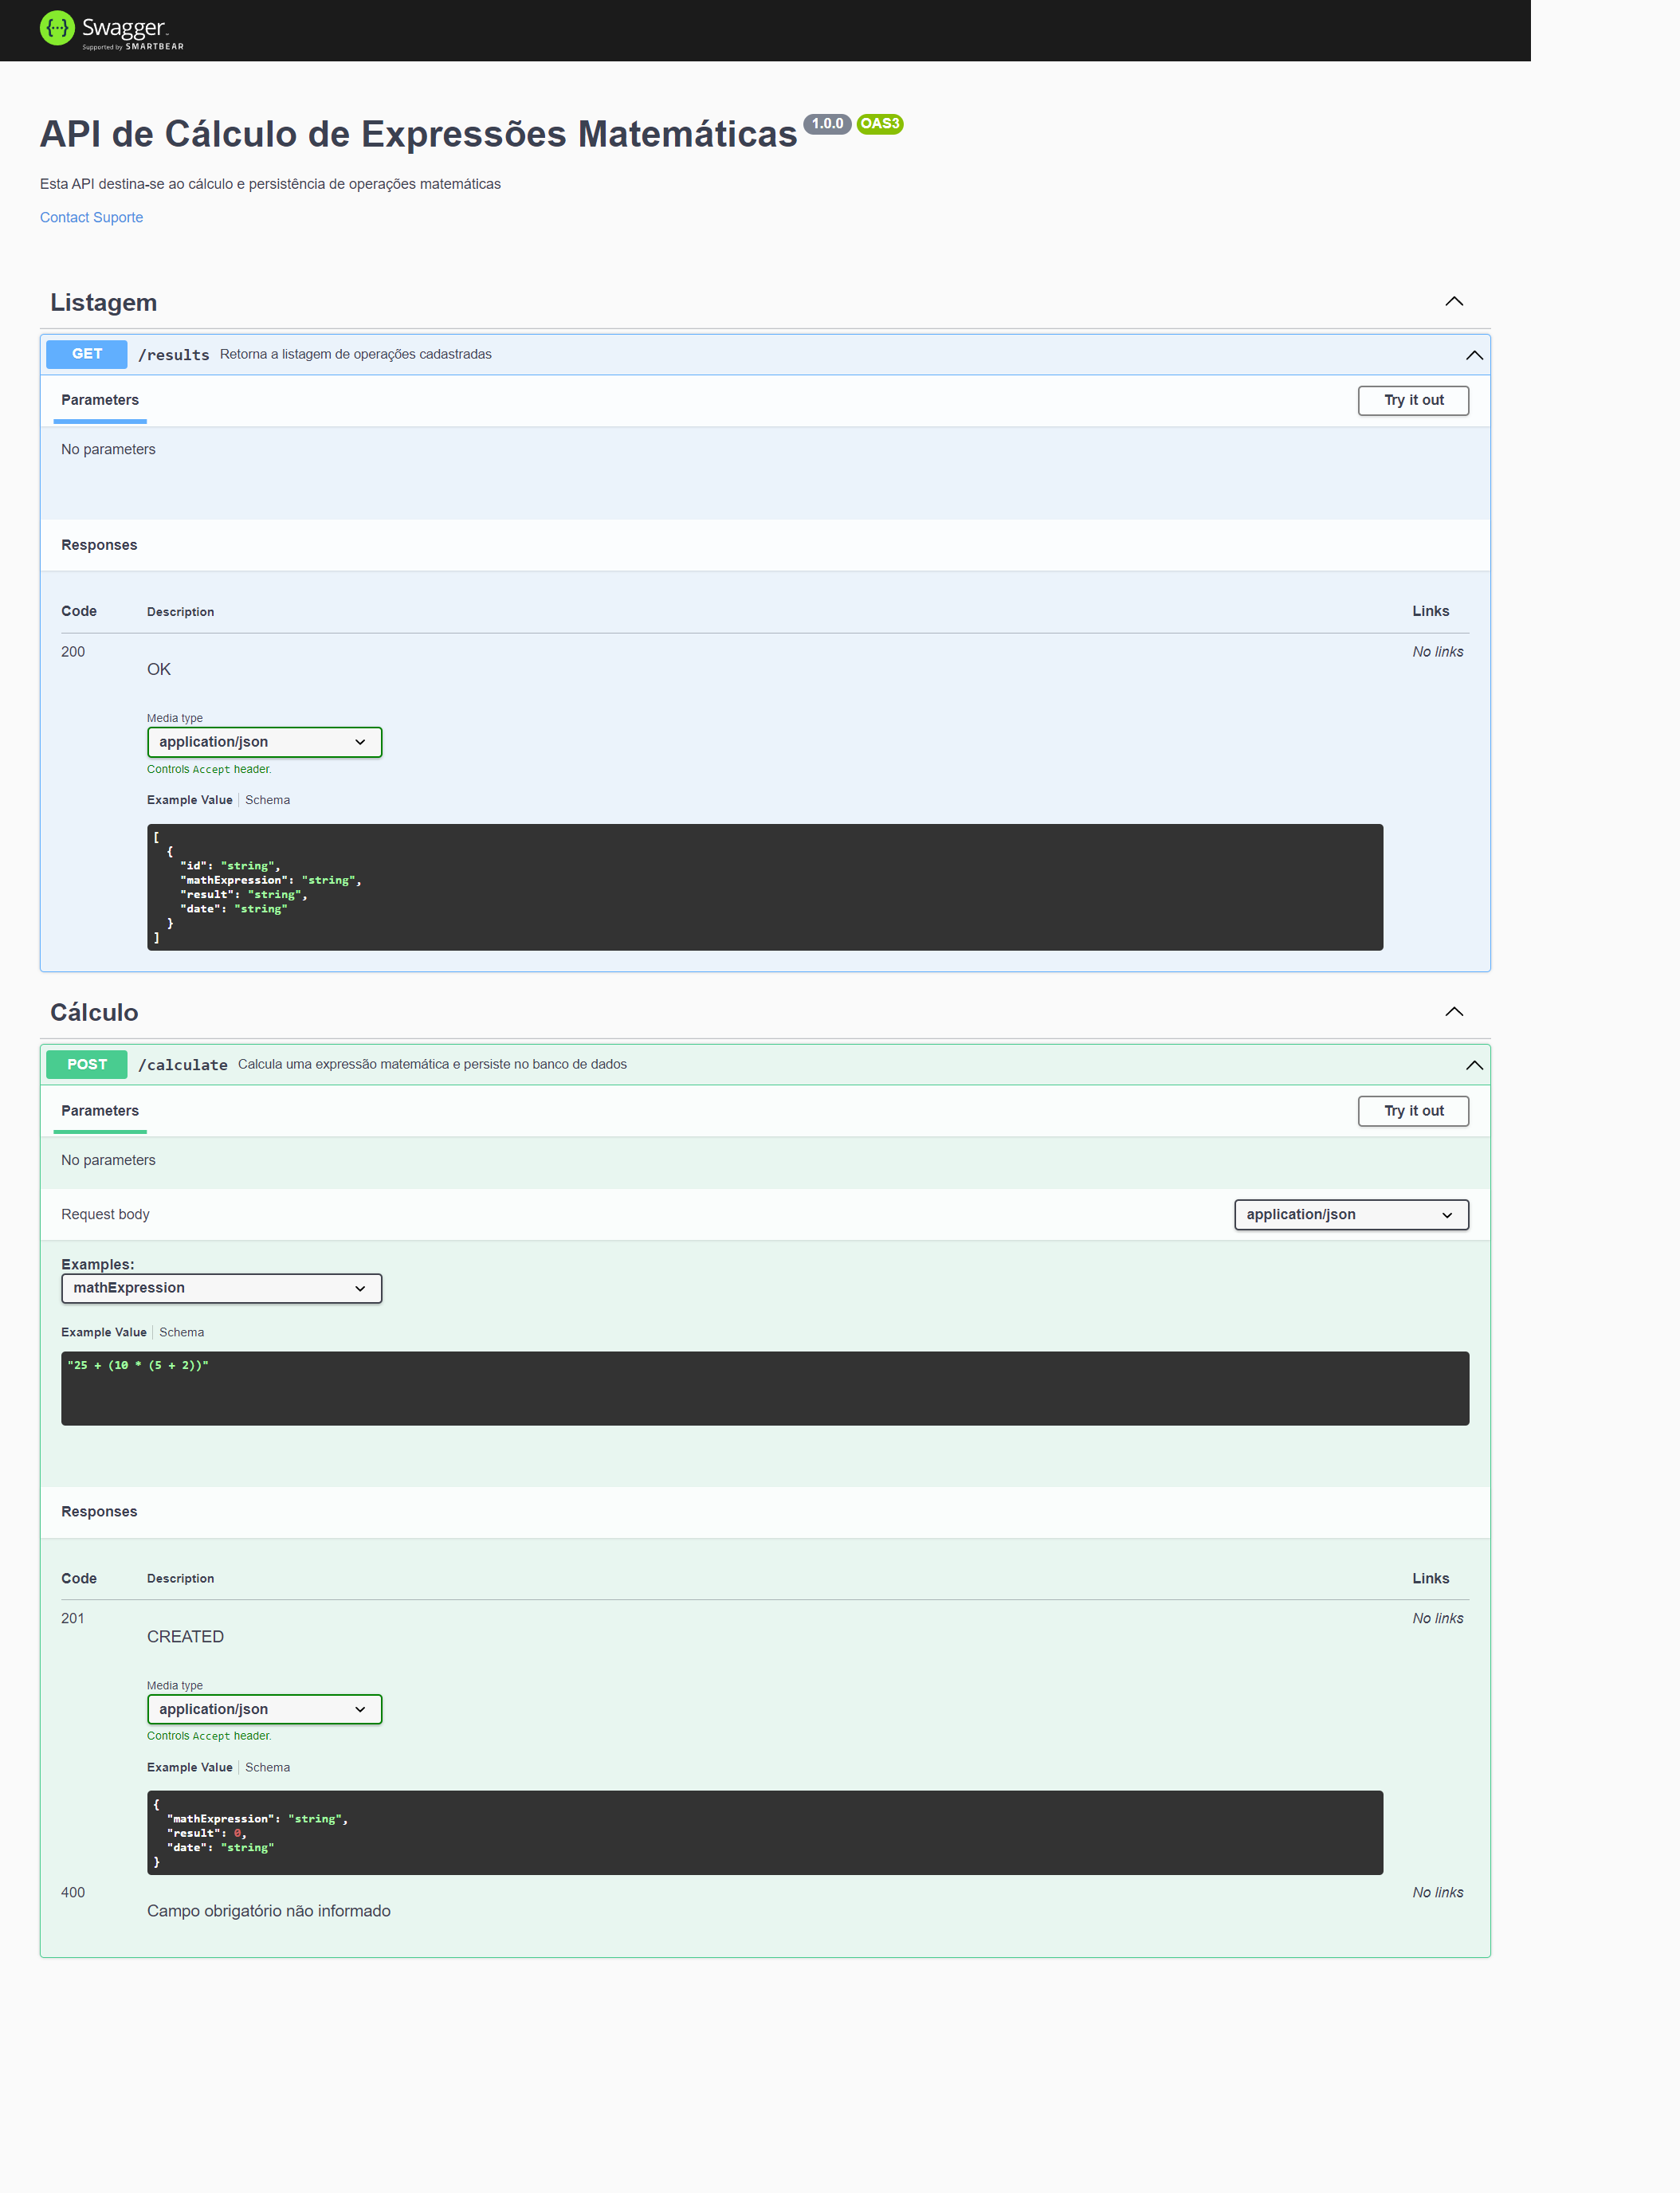 Swagger
Supported by SMARTBEAR
API de Cálculo de Expressões Matemáticas 1.0.0 OAS3
Esta API destina-se ao cálculo e persistência de operações matemáticas
Contact Suporte
Listagem
GET /results Retorna a listagem de operações cadastradas
Parameters Try it out
No parameters
Responses
Code Description Links
200 No links
OK
Media type
application/json
Controls Accept header.
Example Value Schema
[
  {
    "id": "string",
    "mathExpression": "string",
    "result": "string",
    "date": "string"
  }
]
Cálculo
POST /calculate Calcula uma expressão matemática e persiste no banco de dados
Parameters Try it out
No parameters
Request body application/json
Examples:
mathExpression
Example Value Schema
"25 + (10 * (5 + 2))"
Responses
Code Description Links
201 No links
CREATED
Media type
application/json
Controls Accept header.
Example Value Schema
{
  "mathExpression": "string",
  "result": 0,
  "date": "string"
}
400 No links
Campo obrigatório não informado